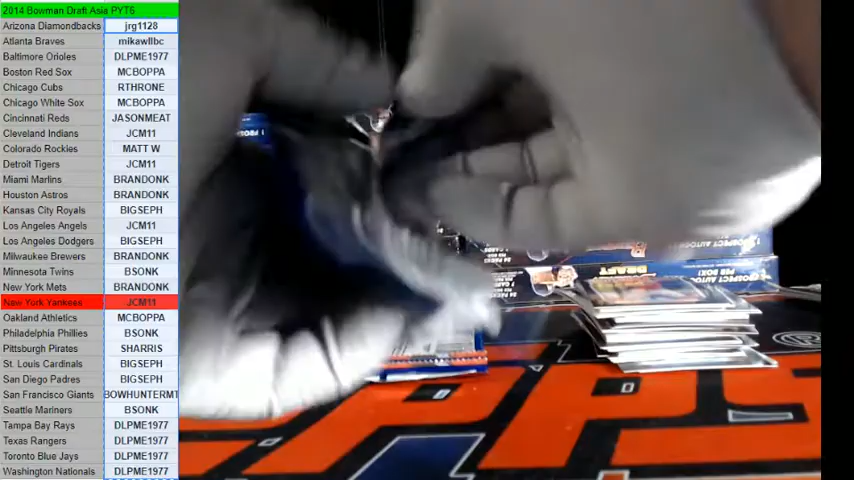 2014 Bowman Draft Asia PYT6
Arizona Diamondbacks jrg1128
Atlanta Braves mikawllbc
Baltimore Orioles DLPME1977
Boston Red Sox MCBOPPA
Chicago Cubs RTHRONE
Chicago White Sox MCBOPPA
Cincinnati Reds JASONMEAT
Cleveland Indians JCM11
Colorado Rockies MATT W
Detroit Tigers JCM11
Miami Marlins BRANDONK
Houston Astros BRANDONK
Kansas City Royals BIGSEPH
Los Angeles Angels JCM11
Los Angeles Dodgers BIGSEPH
Milwaukee Brewers BRANDONK
Minnesota Twins BSONK
New York Mets BRANDONK
New York Yankees JCM11
Oakland Athletics MCBOPPA
Philadelphia Phillies BSONK
Pittsburgh Pirates SHARRIS
St. Louis Cardinals BIGSEPH
San Diego Padres BIGSEPH
San Francisco Giants BOWHUNTERMT
Seattle Mariners BSONK
Tampa Bay Rays DLPME1977
Texas Rangers DLPME1977
Toronto Blue Jays DLPME1977
Washington Nationals DLPME1977
PER BOX!
DRAFT